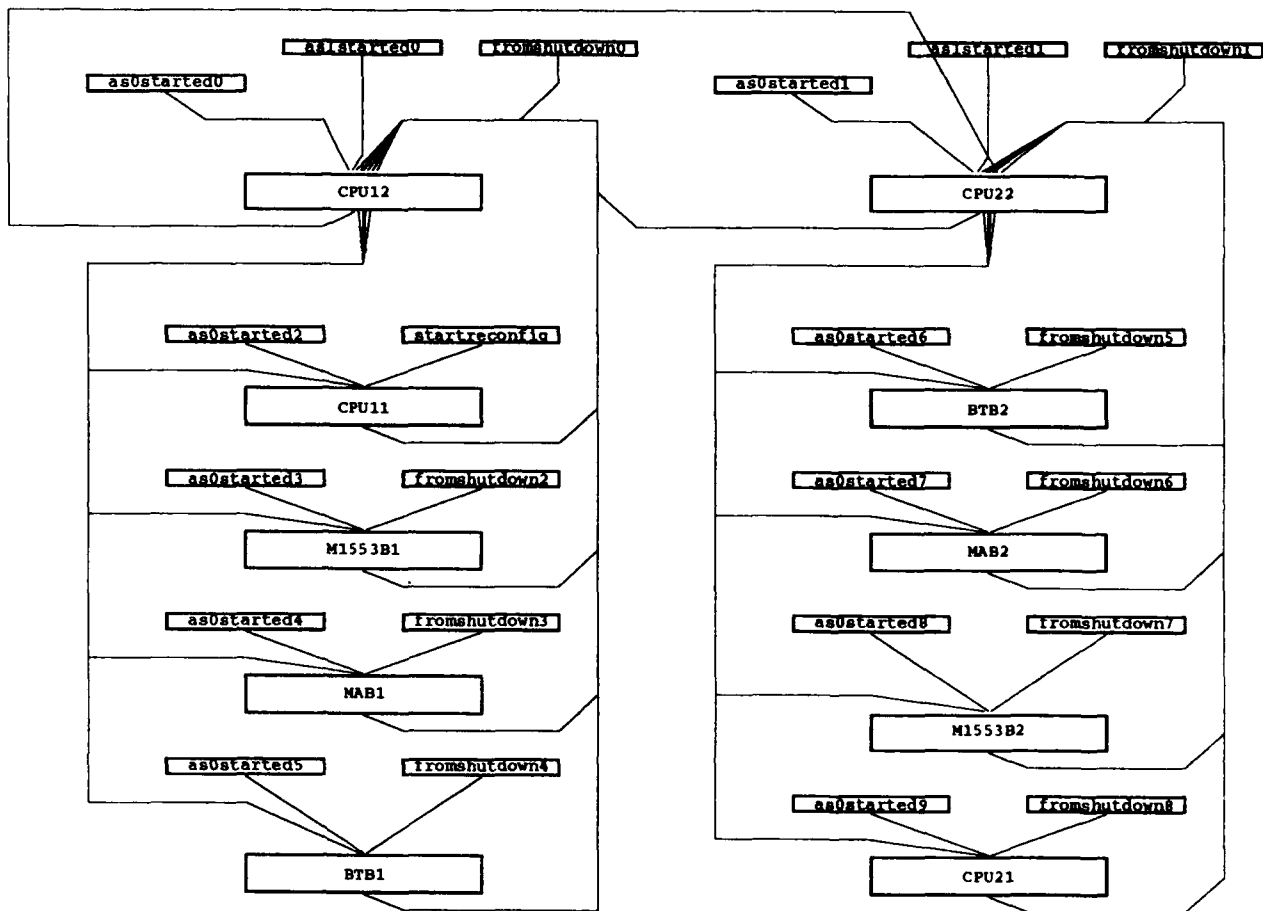 as1started0 fromshutdown0 as1started1 fromshutdown1
as0started0 as0started1
CPU12 CPU22
as0started2 startreconfig as0started6 fromshutdown5
CPU11 BTB2
as0started3 fromshutdown2 as0started7 fromshutdown6
M1553B1 MAB2
as0started4 fromshutdown3 as0started8 fromshutdown7
MAB1 M1553B2
as0started5 fromshutdown4 as0started9 fromshutdown8
BTB1 CPU21